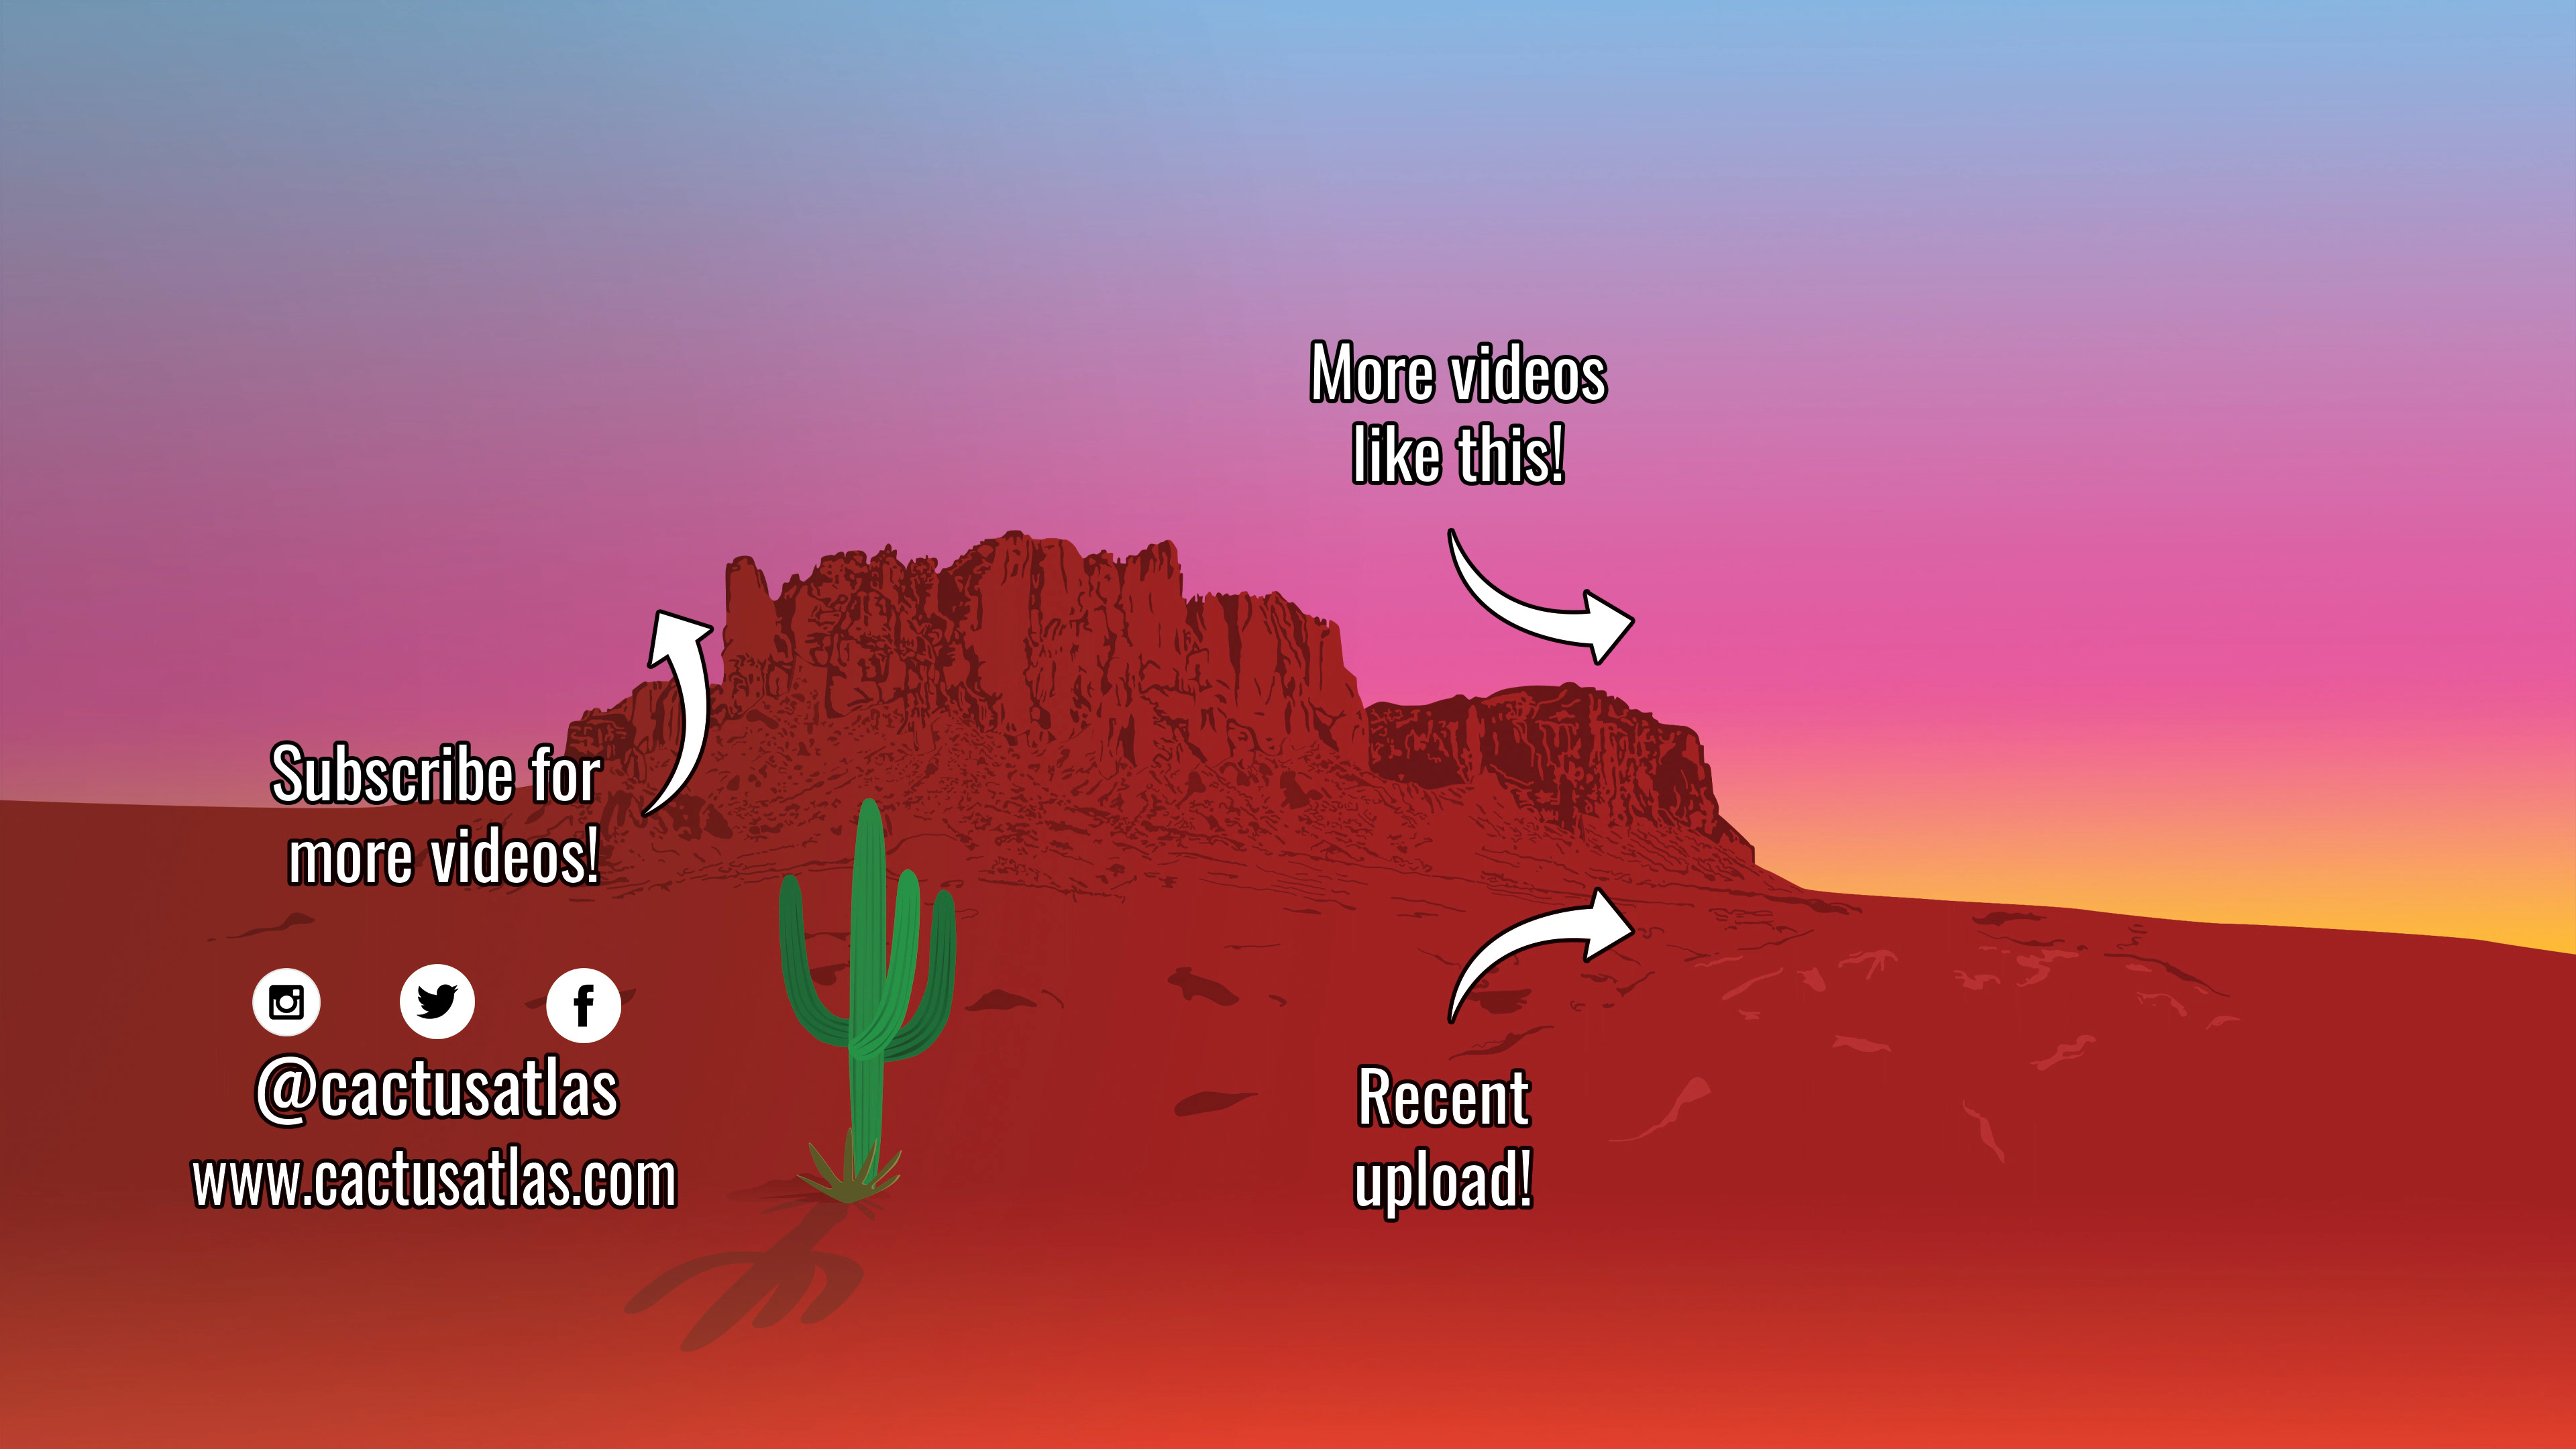 More videos
like this!
Subscribe for
more videos!
@cactusatlas
www.cactusatlas.com
Recent
upload!